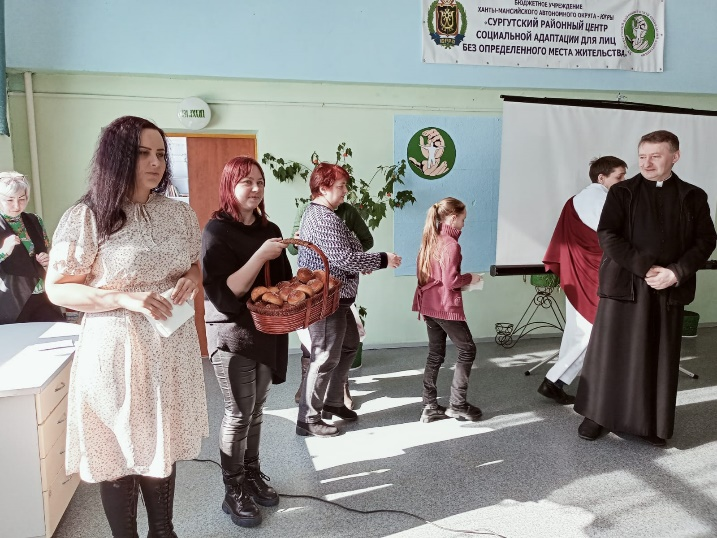 БЮДЖЕТНОЕ УЧРЕЖДЕНИЕ
ХАНТЫ-МАНСИЙСКОГО АВТОНОМНОГО ОКРУГА - ЮГРЫ
«СУРГУТСКИЙ РАЙОННЫЙ ЦЕНТР
СОЦИАЛЬНОЙ АДАПТАЦИИ ДЛЯ ЛИЦ
БЕЗ ОПРЕДЕЛЕННОГО МЕСТА ЖИТЕЛЬСТВА»